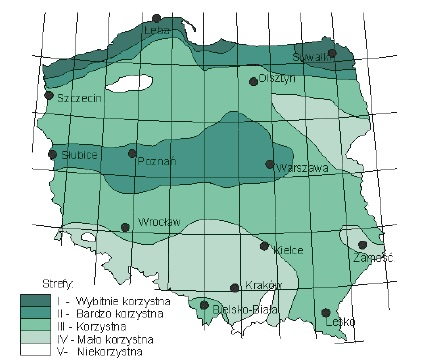 Łeba
Suwałki
Olsztyn
Szczecin
Słubice
Poznań
Warszawa
Wrocław
Kielce
Zamość
Kraków
Bielsko-Biała
Lesko
Strefy:
I - Wybitnie korzystna
II - Bardzo korzystna
III - Korzystna
IV - Mało korzystna
V- Niekorzystna